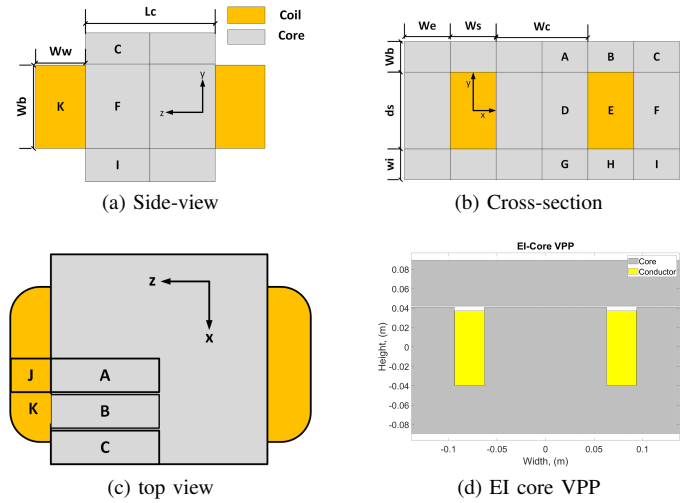 Lc
Coil
Core
Ww
C
Wb
K
F
y
z
I
(a) Side-view
We
Ws
Wc
Wb
A
B
C
ds
y
x
D
E
F
wi
G
H
I
(b) Cross-section
z
x
J
A
K
B
C
(c) top view
EI-Core VPP
Core
Conductor
Height, (m)
0.08
0.06
0.04
0.02
0
-0.02
-0.04
-0.06
-0.08
-0.1
-0.05
0
0.05
0.1
Width, (m)
(d) EI core VPP